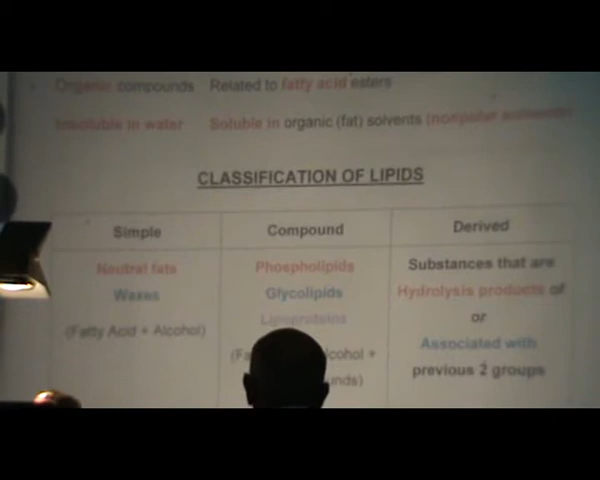 Organic compounds Related to fatty acid esters
Insoluble in water Soluble in organic (fat) solvents (nonpolar
CLASSIFICATION OF LIPIDS
Simple Compound Derived
Neutral fats Phospholipids Substances that are
Waxes Glycolipids Hydrolysis products of
Lipoproteins or
(Fatty Acid + Alcohol) Associated with
previous 2 groups